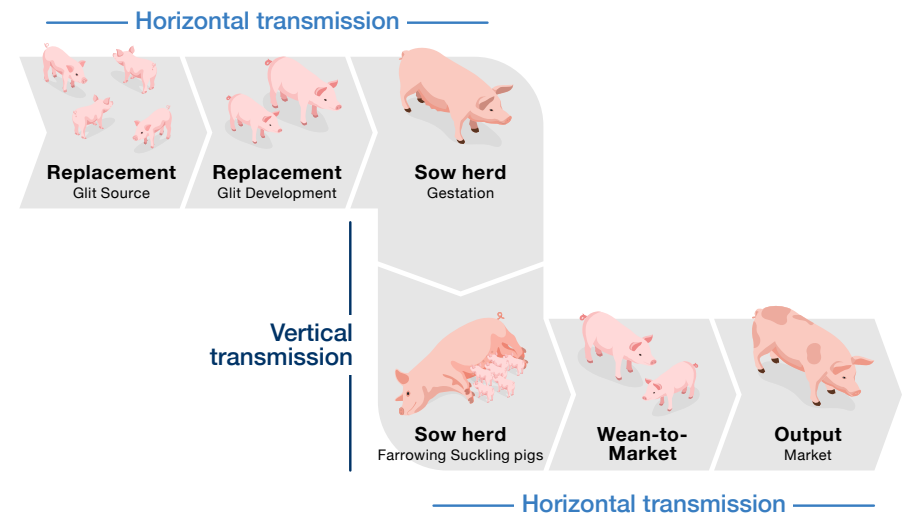 Horizontal transmission
Replacement
Glit Source
Replacement
Glit Development
Sow herd
Gestation
Vertical
transmission
Sow herd
Farrowing Suckling pigs
Wean-to-
Market
Output
Market
Horizontal transmission